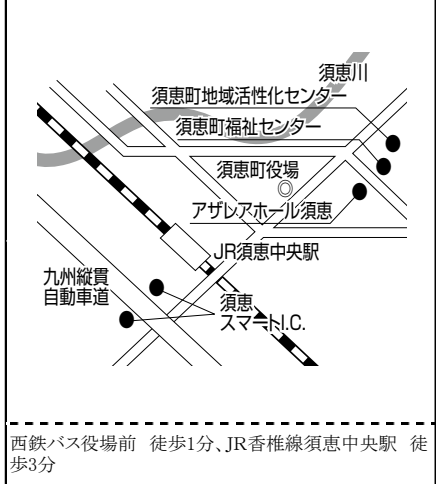 須恵川
須恵町地域活性化センター
須恵町福祉センター
須恵町役場
アザレアホール須恵
JR須恵中央駅
九州縦貫
自動車道
須恵
スマートI.C.
西鉄バス役場前　徒歩1分、JR香椎線須恵中央駅　徒
歩3分